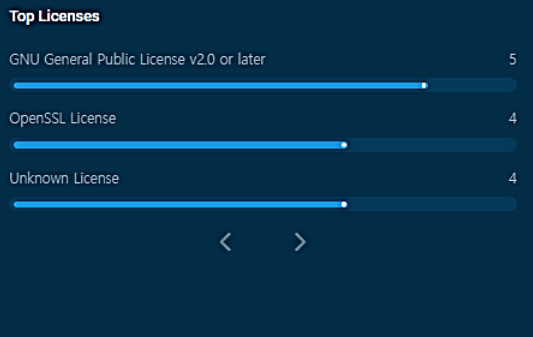 Top Licenses
GNU General Public License v2.0 or later 5
OpenSSL License 4
Unknown License 4